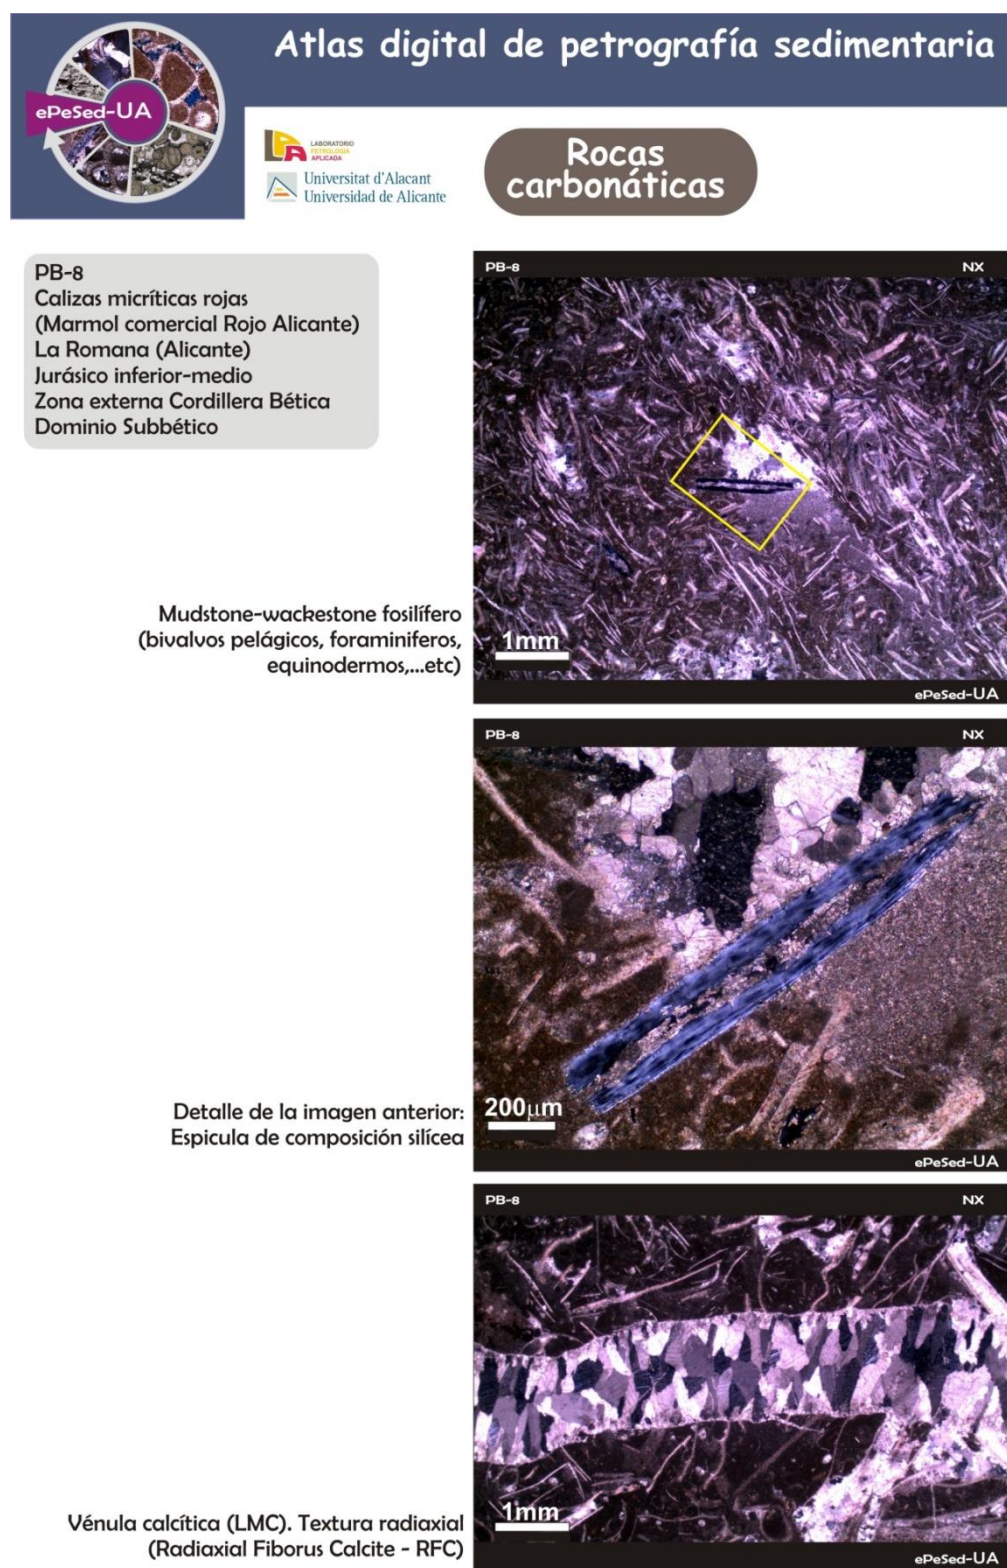 Atlas digital de petrografía sedimentaria
ePeSed-UA
LABORATORIO
PETROLOGIA
APLICADA
Universitat d'Alacant
Universidad de Alicante
Rocas
carbonáticas
PB-8
Calizas micríticas rojas
(Marmol comercial Rojo Alicante)
La Romana (Alicante)
Jurásico inferior-medio
Zona externa Cordillera Bética
Dominio Subbético
PB-8 NX
Mudstone-wackestone fosilífero
(bivalvos pelágicos, foraminiferos,
equinodermos,...etc)
1mm
ePeSed-UA
PB-8 NX
Detalle de la imagen anterior:
Espicula de composición silícea
200µm
ePeSed-UA
PB-8 NX
Vénula calcítica (LMC). Textura radiaxial
(Radiaxial Fiborus Calcite - RFC)
1mm
ePeSed-UA